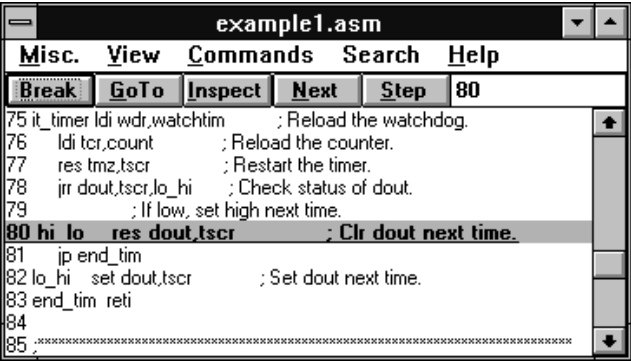 example1.asm
Misc. View Commands Search Help
Break GoTo Inspect Next Step 80
75 it_timer ldi wdr,watchtim ; Reload the watchdog.
76 ldi tcr,count ; Reload the counter.
77 res tmz,tscr ; Restart the timer.
78 jrr dout,tscr,lo_hi ; Check status of dout.
79 ; If low, set high next time.
80 hi_lo res dout,tscr ; Clr dout next time.
81 jp end_tim
82 lo_hi set dout,tscr ; Set dout next time.
83 end_tim reti
84
85 ;******************************************************************************